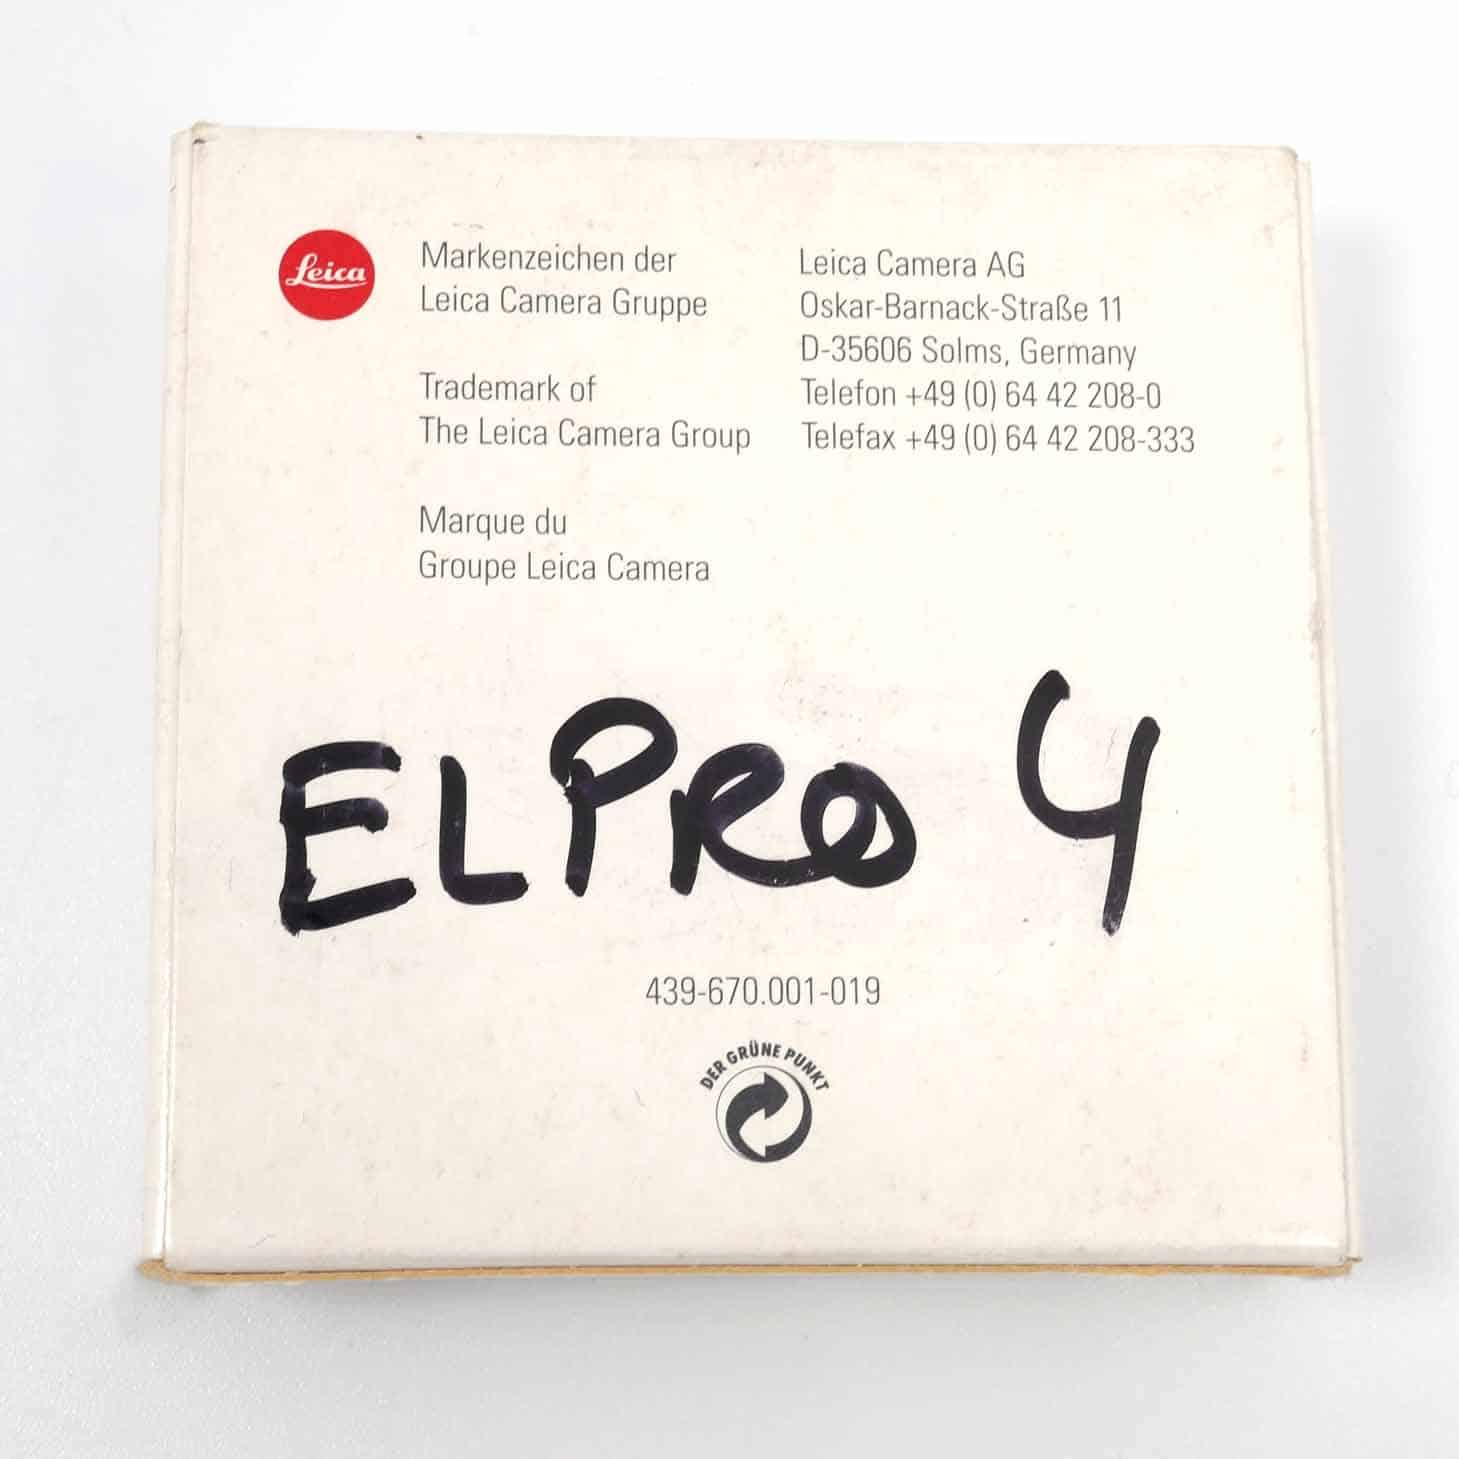 Leica
Markenzeichen der
Leica Camera Gruppe
Trademark of
The Leica Camera Group
Marque du
Groupe Leica Camera
Leica Camera AG
Oskar-Barnack-Straße 11
D-35606 Solms, Germany
Telefon +49 (0) 64 42 208-0
Telefax +49 (0) 64 42 208-333
ELPRO 4
439-670.001-019
DER GRÜNE PUNKT